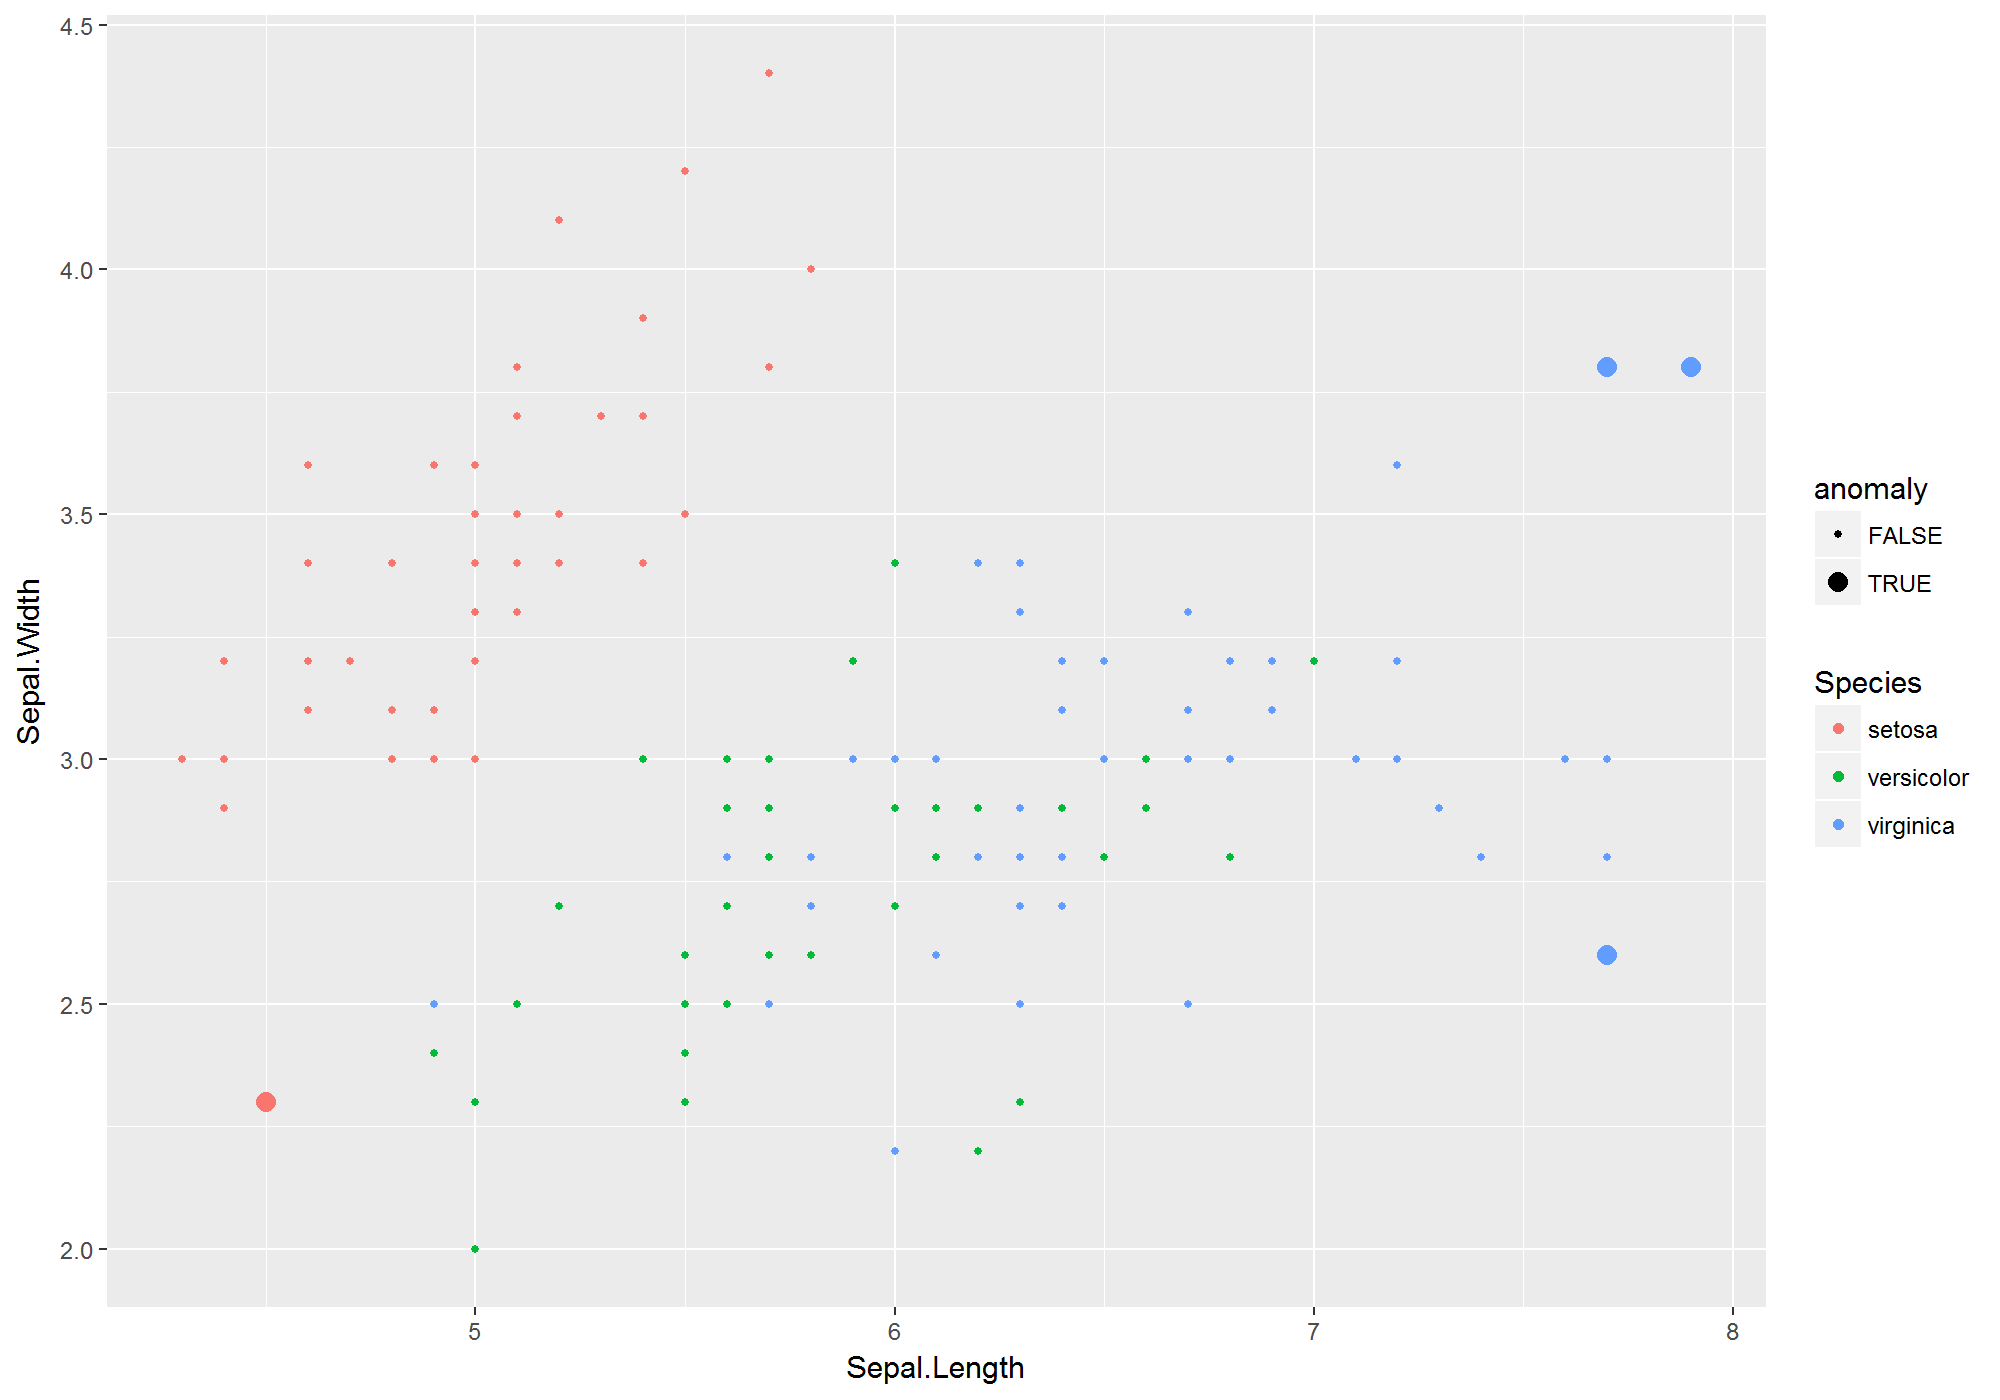 4.5
4.0
3.5
3.0
2.5
2.0
Sepal.Width
5 6 7 8
Sepal.Length
anomaly
FALSE
TRUE
Species
setosa
versicolor
virginica